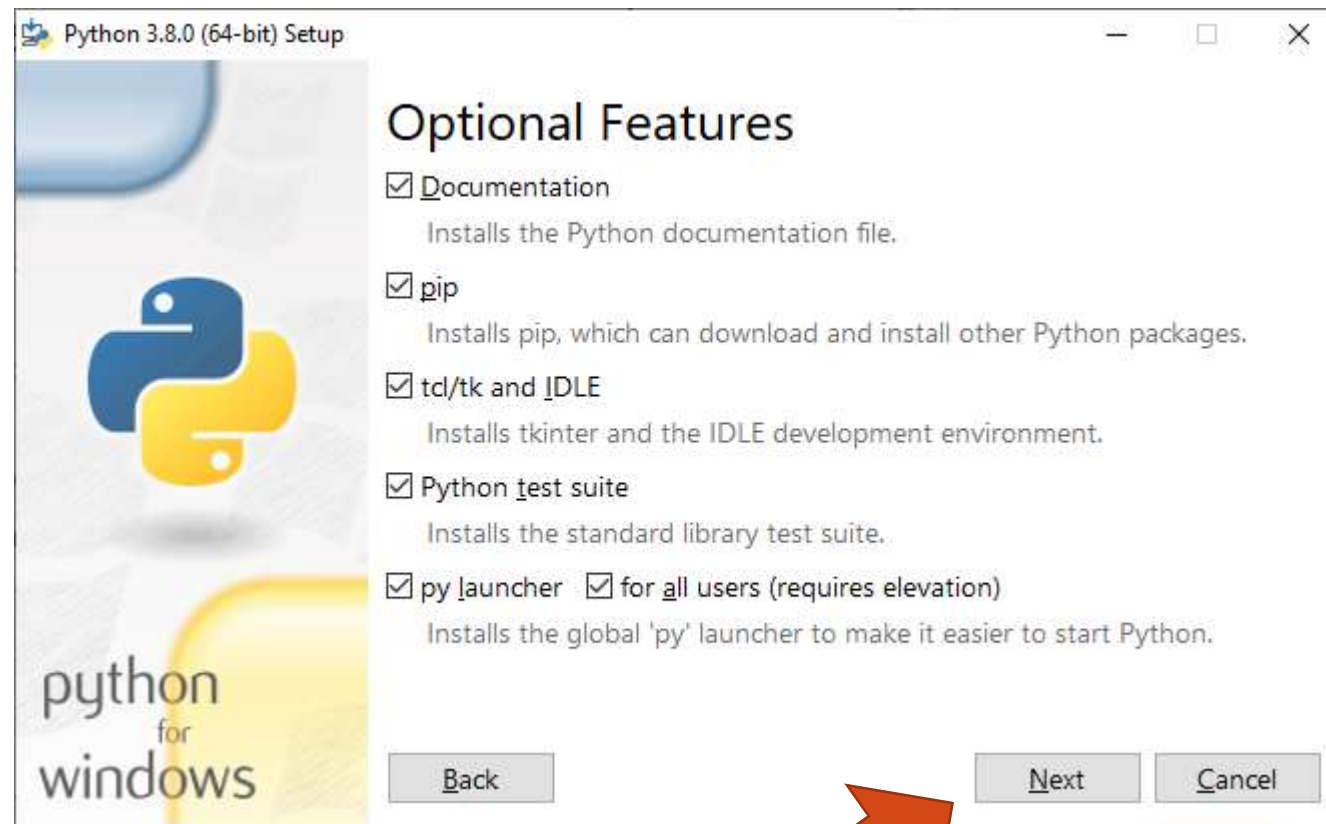 Python 3.8.0 (64-bit) Setup
Optional Features
Documentation
Installs the Python documentation file.
pip
Installs pip, which can download and install other Python packages.
tcl/tk and IDLE
Installs tkinter and the IDLE development environment.
Python test suite
Installs the standard library test suite.
py launcher for all users (requires elevation)
Installs the global 'py' launcher to make it easier to start Python.
python
for
windows
Back Next Cancel